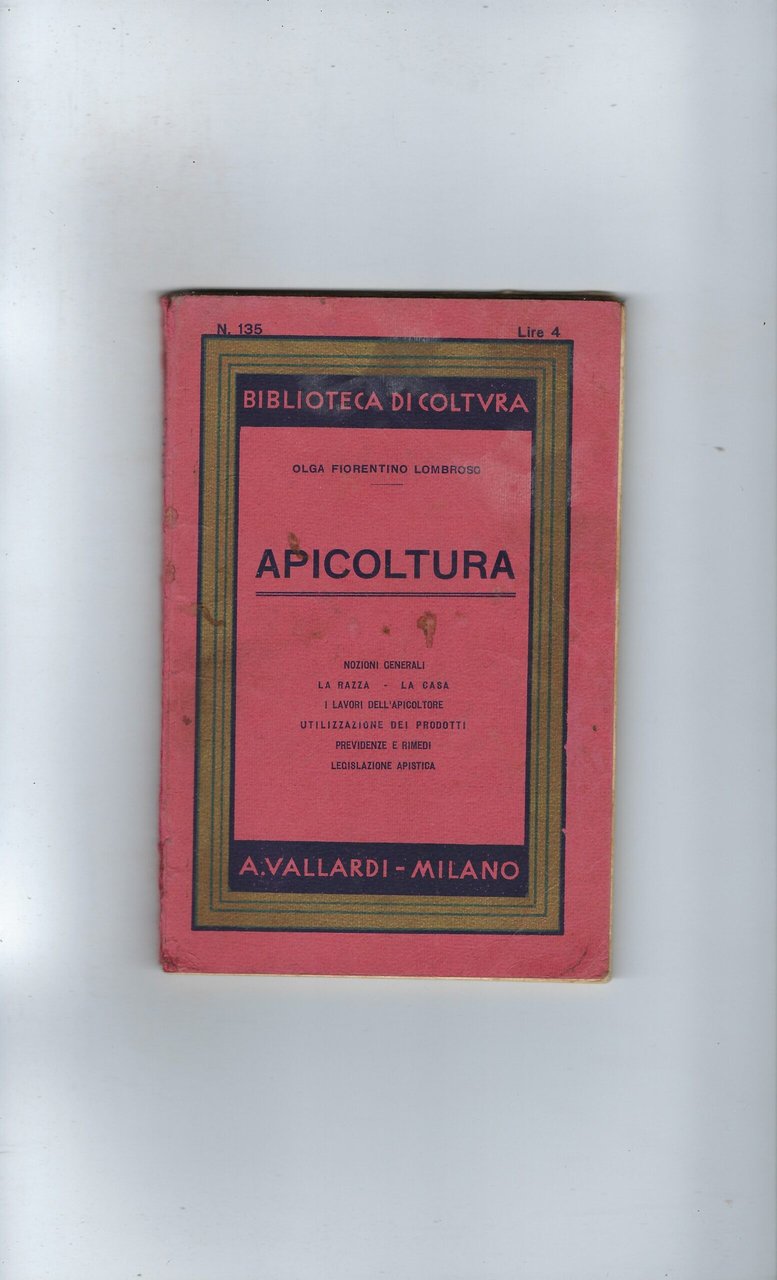 N. 135 Lire 4
BIBLIOTECA DI COLTVRA
OLGA FIORENTINO LOMBROSO
APICOLTURA
NOZIONI GENERALI
LA RAZZA - LA CASA
I LAVORI DELL'APICOLTORE
UTILIZZAZIONE DEI PRODOTTI
PREVIDENZE E RIMEDI
LEGISLAZIONE APISTICA
A. VALLARDI - MILANO